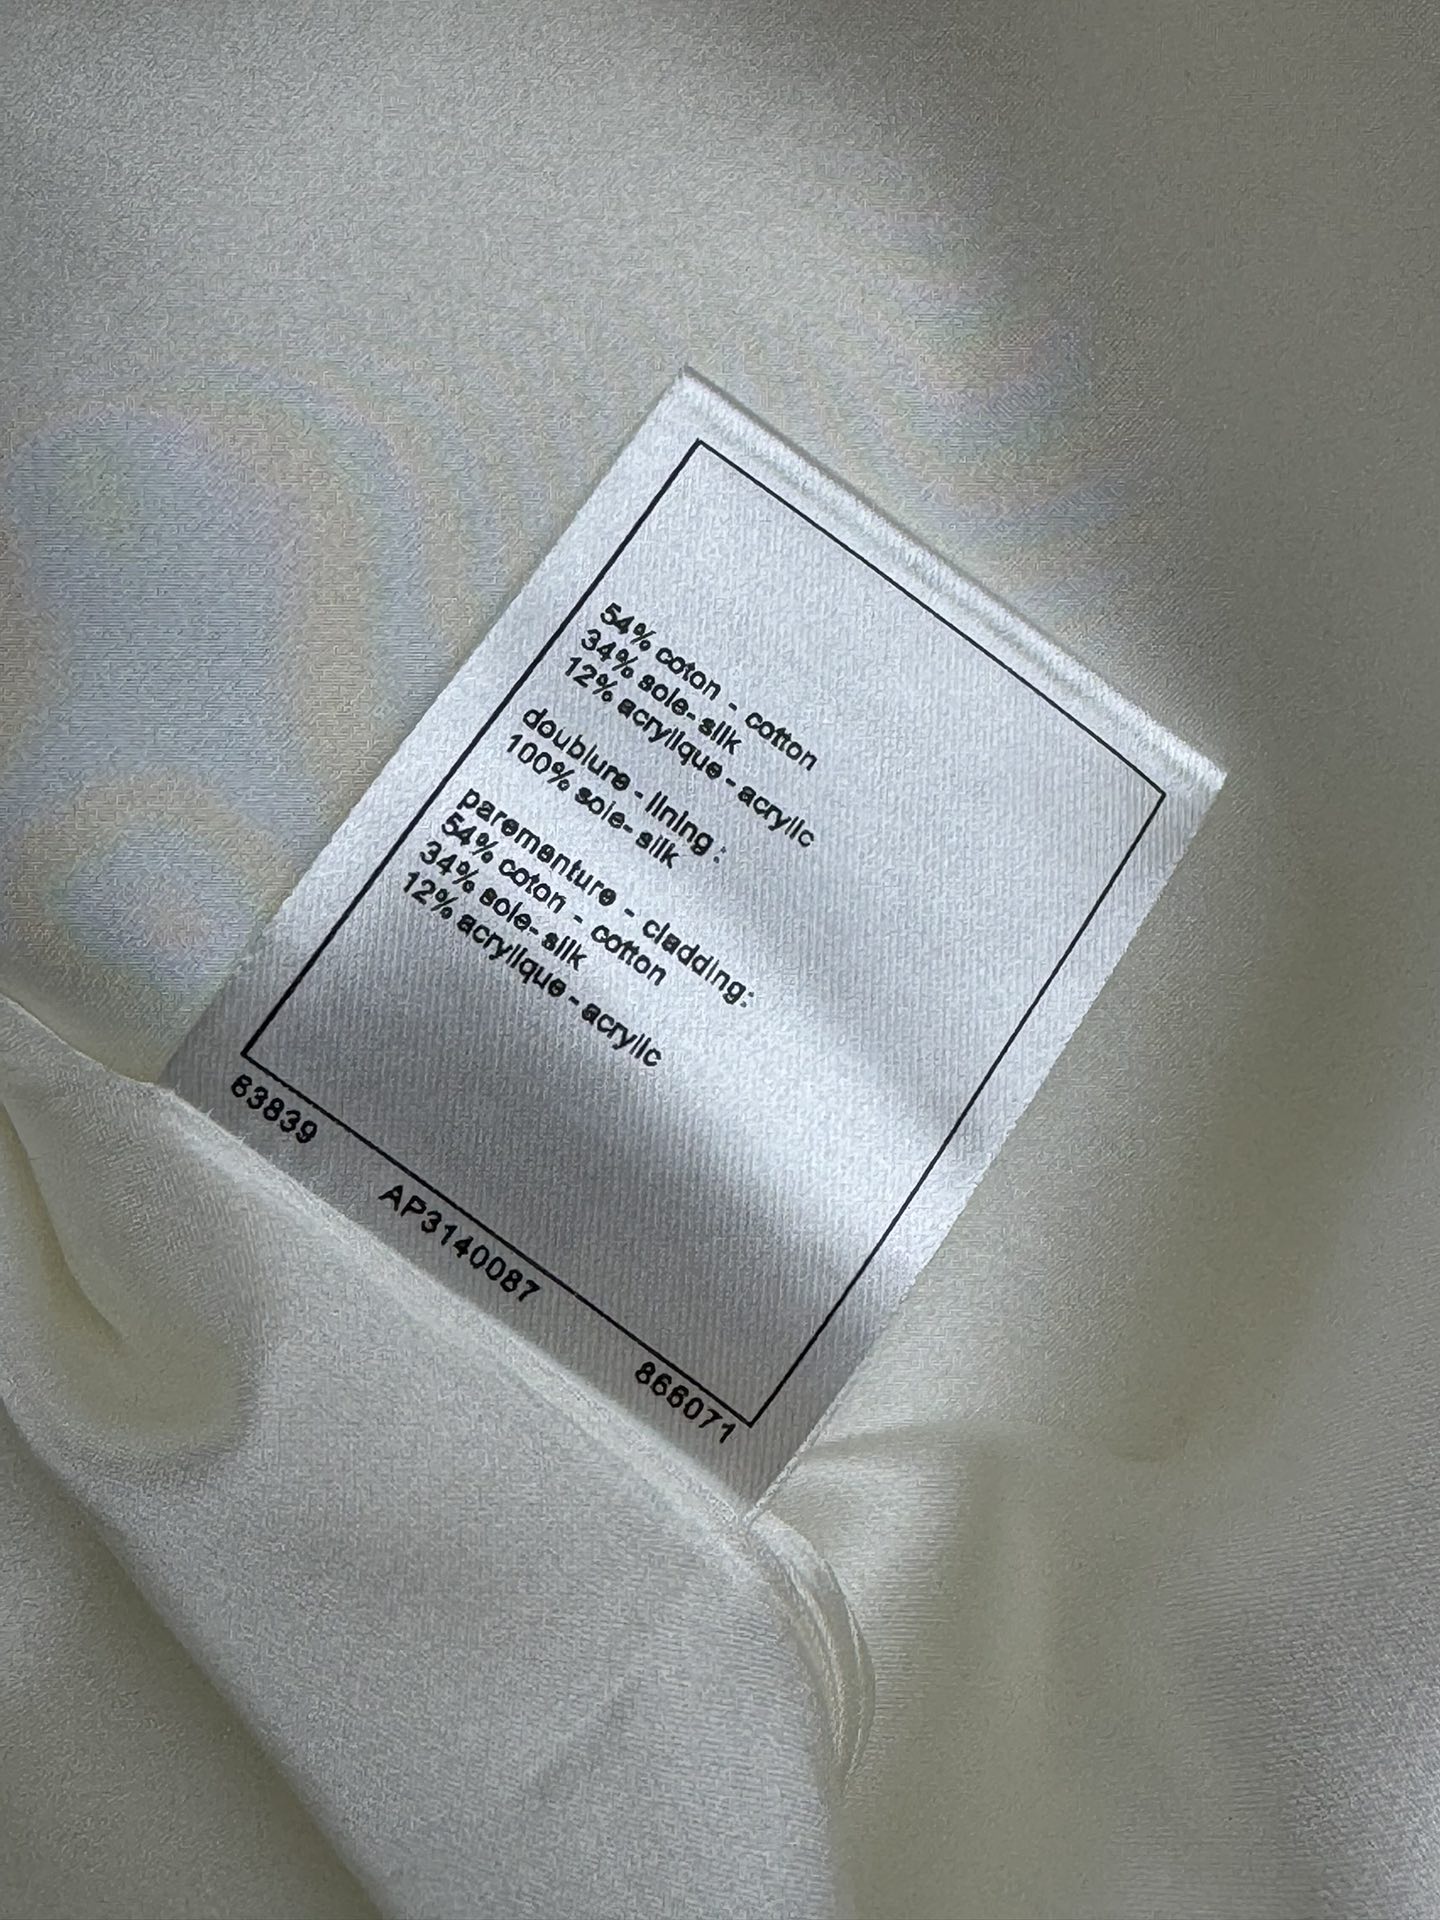 54% coton - cotton
34% soie- silk
12% acrylique - acrylic
doublure - lining :
100% soie- silk
parementure - cladding:
54% coton - cotton
34% soie- silk
12% acrylique - acrylic
63839 AP3140087 866071